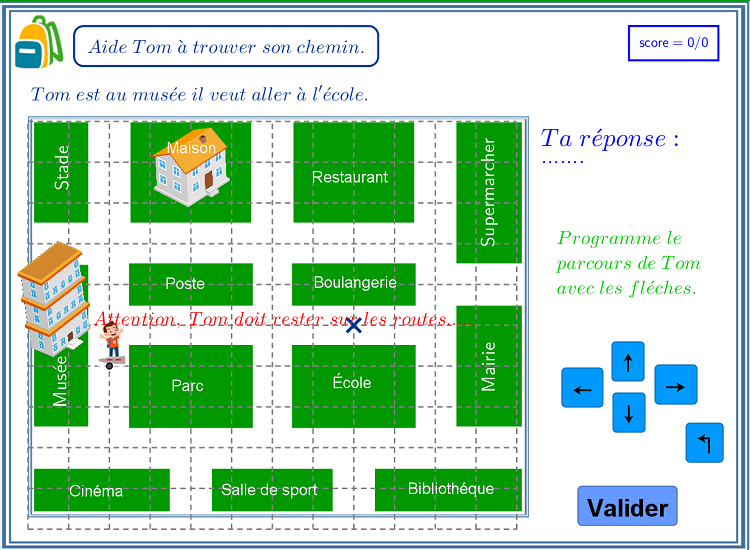 Aide Tom à trouver son chemin.
score = 0/0
Tom est au musée il veut aller à l'école.
Ta réponse :
.......
Stade
Maison
Restaurant
Supermarcher
Programme le
parcours de Tom
avec les fléches.
Poste
Boulangerie
Attention, Tom doit rester sur les routes....
Musée
Parc
École
Mairie
Cinéma
Salle de sport
Bibliothéque
Valider